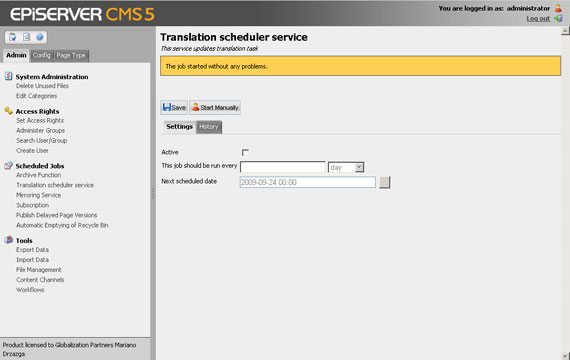 EPiSERVER CMS 5
You are logged in as: administrator
Log out
Admin
Config
Page Type
System Administration
Delete Unused Files
Edit Categories
Access Rights
Set Access Rights
Administer Groups
Search User/Group
Create User
Scheduled Jobs
Archive Function
Translation scheduler service
Mirroring Service
Subscription
Publish Delayed Page Versions
Automatic Emptying of Recycle Bin
Tools
Export Data
Import Data
File Management
Content Channels
Workflows
Product licensed to Globalization Partners Mariano
Drzazga
Translation scheduler service
This service updates translation task
The job started without any problems.
Save
Start Manually
Settings
History
Active
This job should be run every
day
Next scheduled date
2009-09-24 00:00